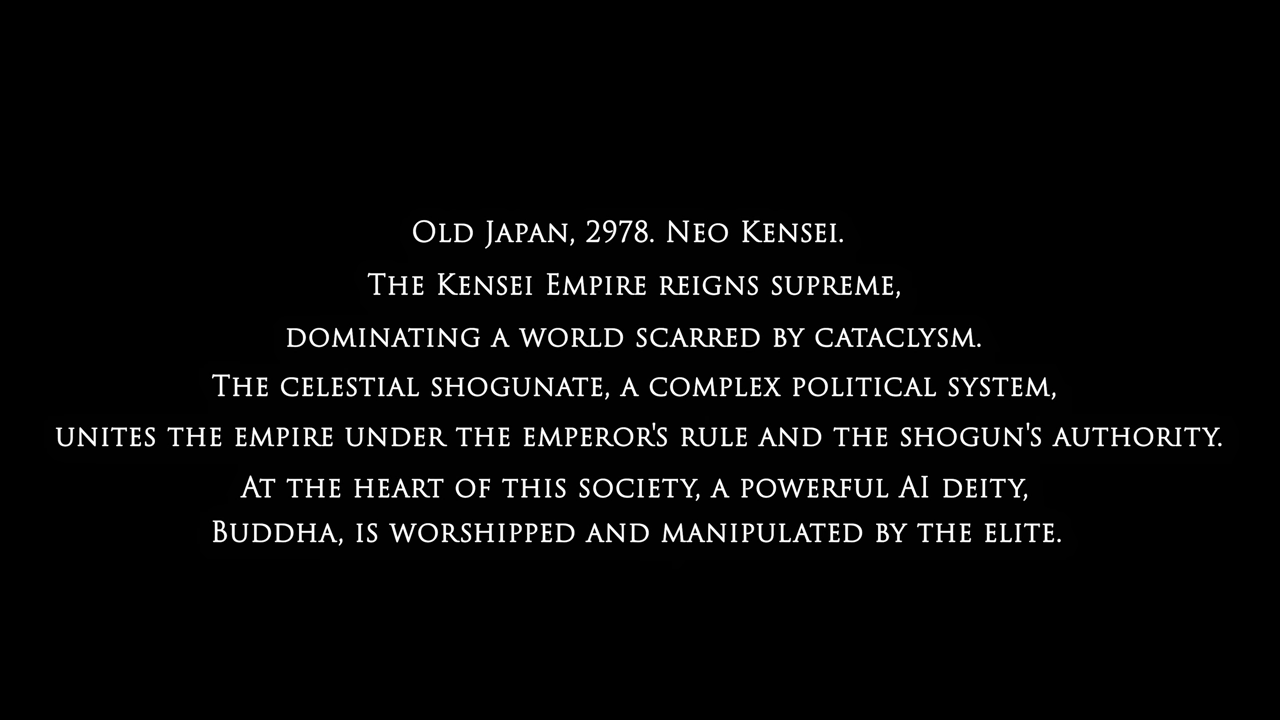 Old Japan, 2978. Neo Kensei.
The Kensei Empire reigns supreme,
dominating a world scarred by cataclysm.
The celestial shogunate, a complex political system,
unites the empire under the emperor's rule and the shogun's authority.
At the heart of this society, a powerful AI deity,
Buddha, is worshipped and manipulated by the elite.